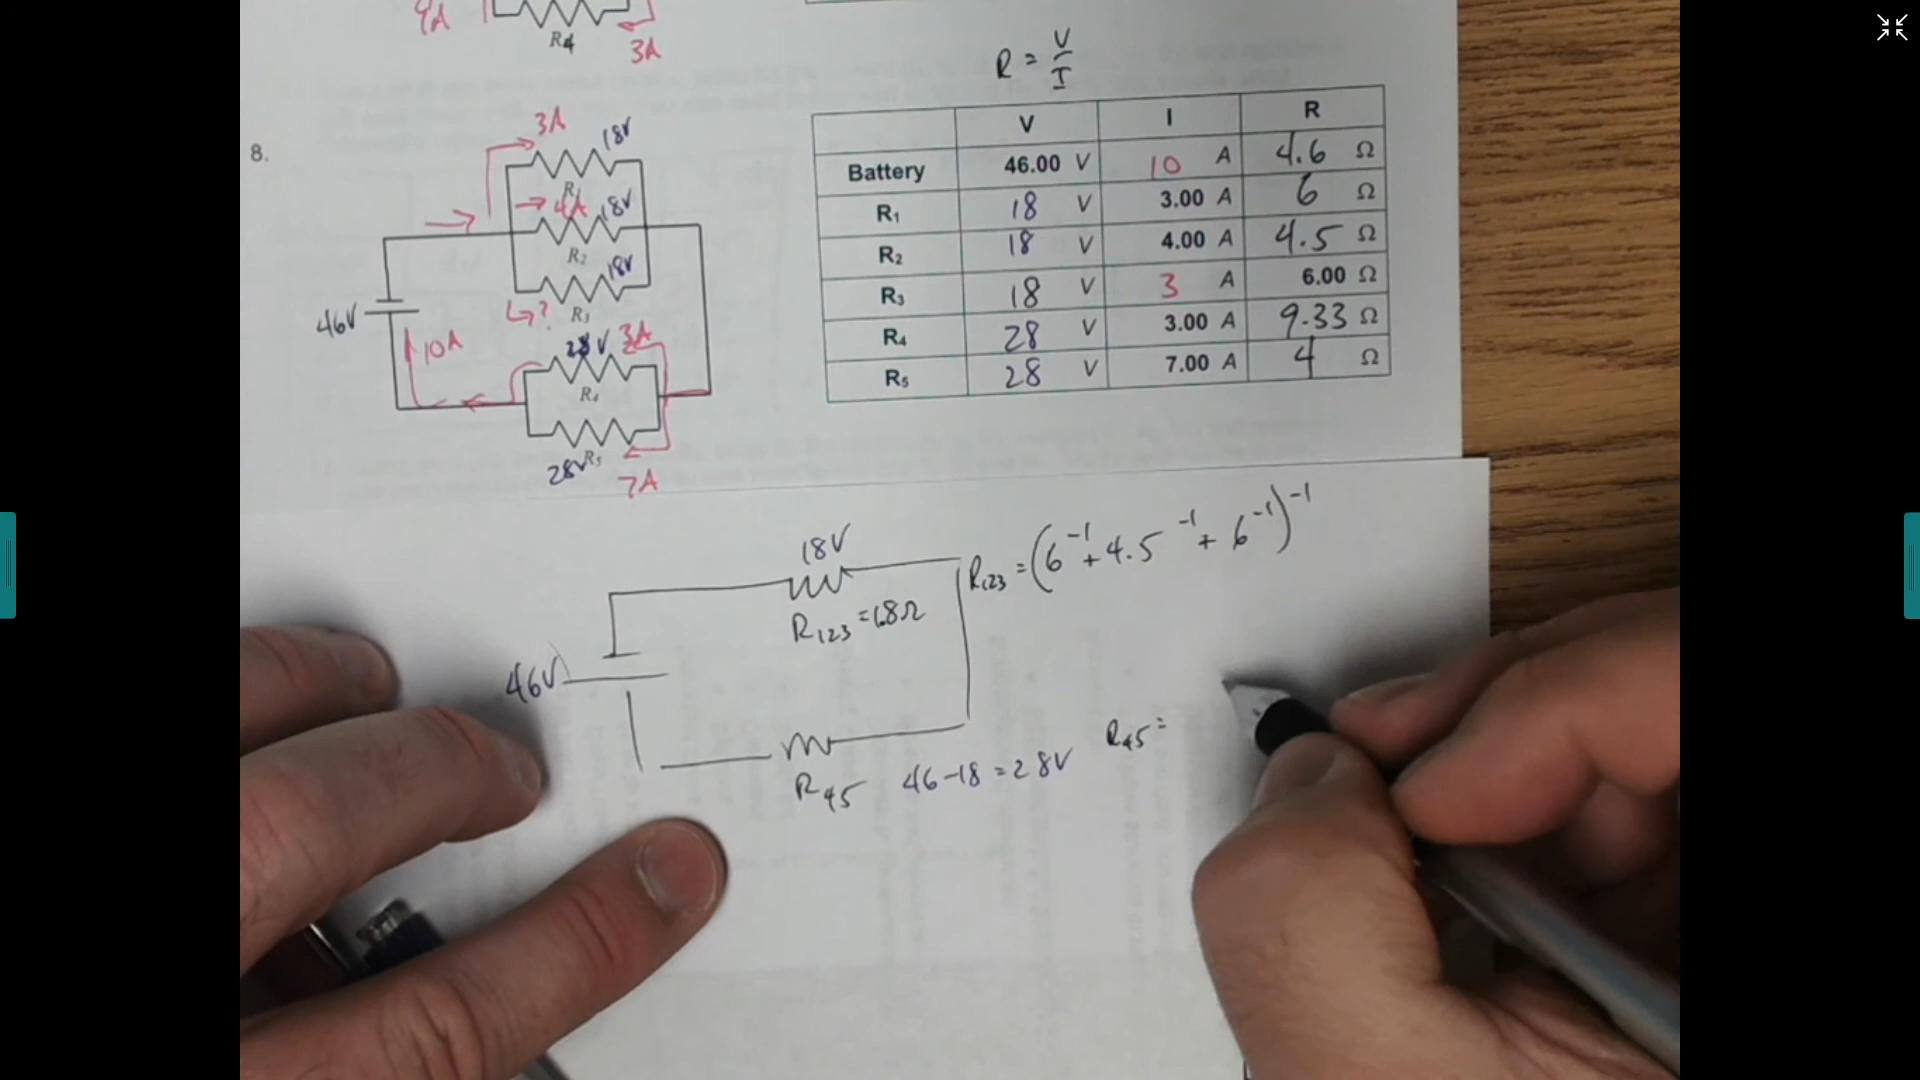 4A
R4
3A
R = V/I
8.
3A
18V
R₁
4A
18V
R₂
18V
?
R₃
46V
10A
28V
3A
R₄
R₅
28V
7A
V I R
Battery 46.00 V 10 A 4.6 Ω
R₁ 18 V 3.00 A 6 Ω
R₂ 18 V 4.00 A 4.5 Ω
R₃ 18 V 3 A 6.00 Ω
R₄ 28 V 3.00 A 9.33 Ω
R₅ 28 V 7.00 A 4 Ω
18V
R₁₂₃ = (6⁻¹ + 4.5⁻¹ + 6⁻¹)⁻¹
R₁₂₃ = 1.8Ω
46V
R₄₅ 46-18 = 28V
R₄₅ =